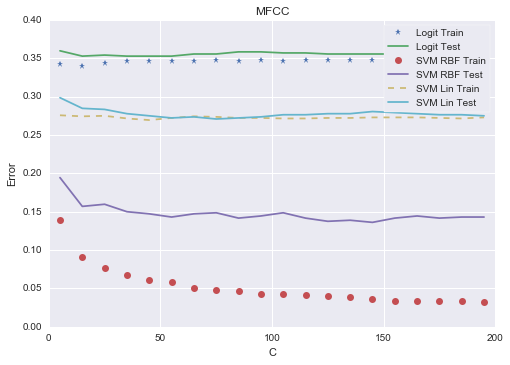 MFCC
0.40
0.35
0.30
0.25
0.20
0.15
0.10
0.05
0.00
Error
0
50
100
150
200
C
Logit Train
Logit Test
SVM RBF Train
SVM RBF Test
SVM Lin Train
SVM Lin Test